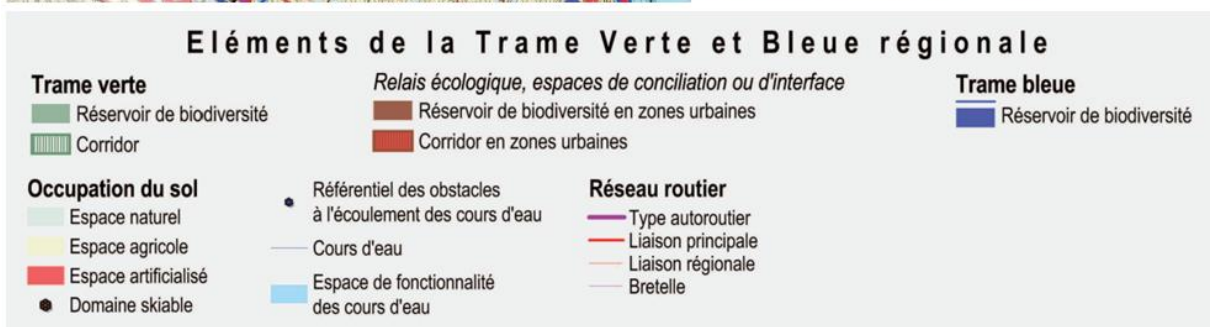 Eléments de la Trame Verte et Bleue régionale
Trame verte
Réservoir de biodiversité
Corridor
Relais écologique, espaces de conciliation ou d'interface
Réservoir de biodiversité en zones urbaines
Corridor en zones urbaines
Trame bleue
Réservoir de biodiversité
Occupation du sol
Espace naturel
Espace agricole
Espace artificialisé
Domaine skiable
Référentiel des obstacles
à l'écoulement des cours d'eau
Cours d'eau
Espace de fonctionnalité
des cours d'eau
Réseau routier
Type autoroutier
Liaison principale
Liaison régionale
Bretelle